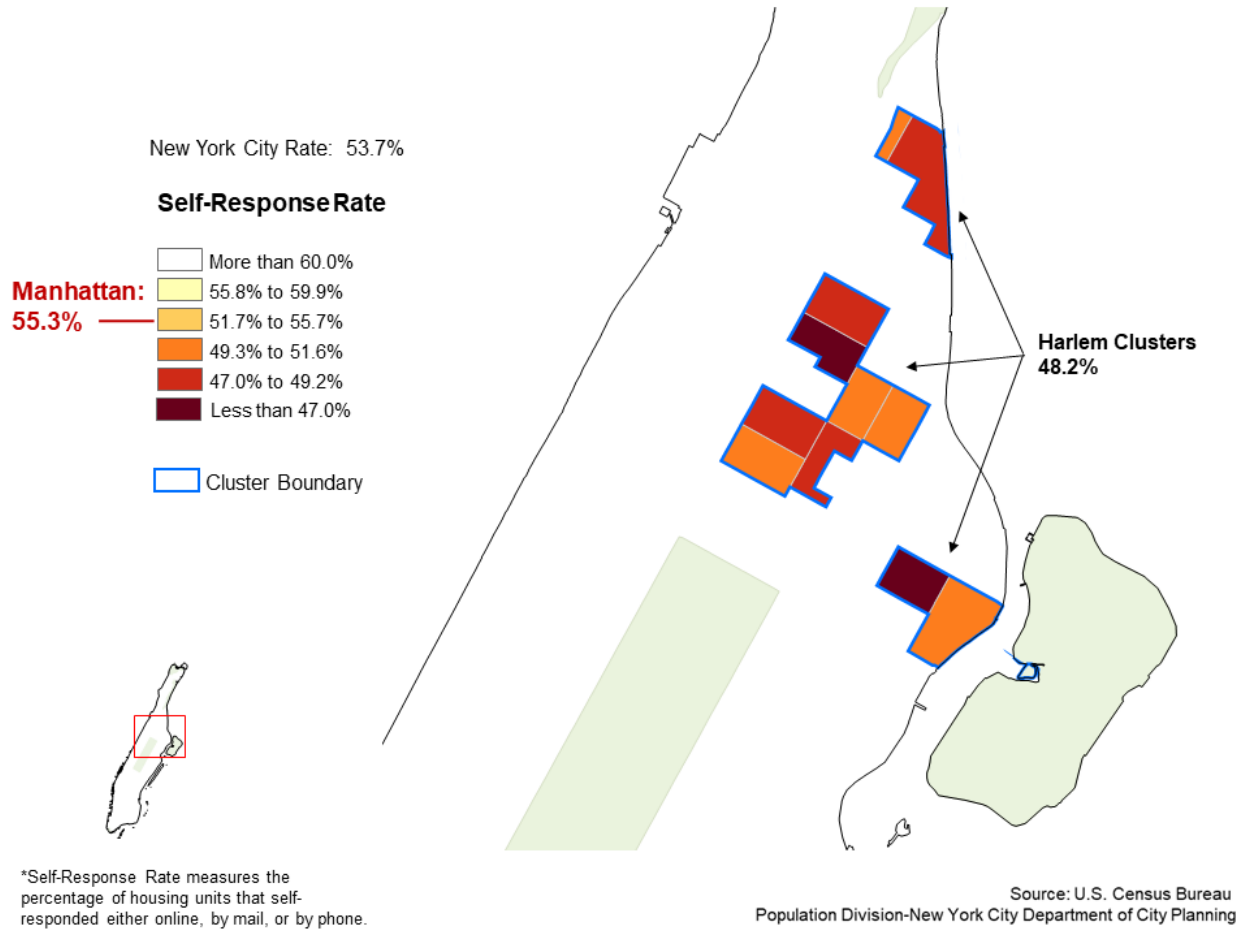 New York City Rate: 53.7%
Self-Response Rate
More than 60.0%
Manhattan:
55.3%
55.8% to 59.9%
51.7% to 55.7%
49.3% to 51.6%
47.0% to 49.2%
Less than 47.0%
Cluster Boundary
Harlem Clusters
48.2%
*Self-Response Rate measures the
percentage of housing units that self-
responded either online, by mail, or by phone.
Source: U.S. Census Bureau
Population Division-New York City Department of City Planning